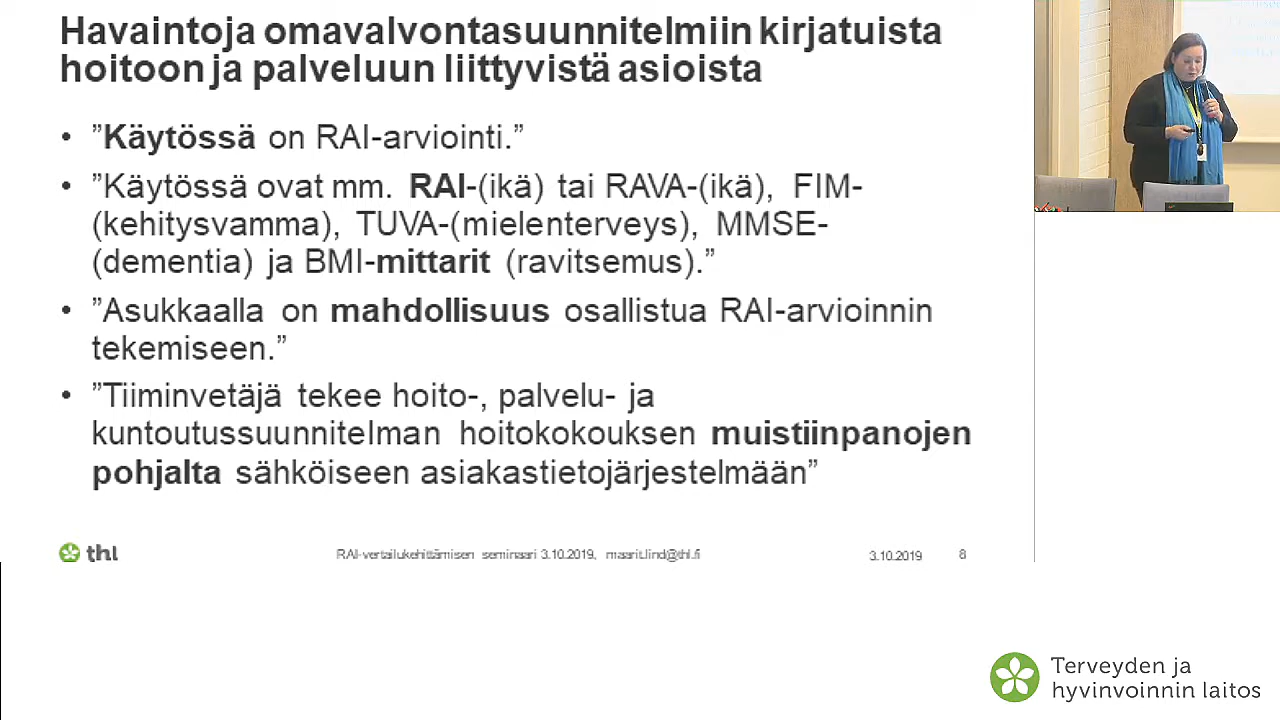 Havaintoja omavalvontasuunnitelmiin kirjatuista
hoitoon ja palveluun liittyvistä asioista
• ”Käytössä on RAI-arviointi.”
• ”Käytössä ovat mm. RAI-(ikä) tai RAVA-(ikä), FIM-
(kehitysvamma), TUVA-(mielenterveys), MMSE-
(dementia) ja BMI-mittarit (ravitsemus).”
• ”Asukkaalla on mahdollisuus osallistua RAI-arvioinnin
tekemiseen.”
• ”Tiiminvetäjä tekee hoito-, palvelu- ja
kuntoutussuunnitelman hoitokokouksen muistiinpanojen
pohjalta sähköiseen asiakastietojärjestelmään”
thl
RAI-vertailukehittämisen seminaari 3.10.2019, maarit.lind@thl.fi
3.10.2019
8
Terveyden ja
hyvinvoinnin laitos